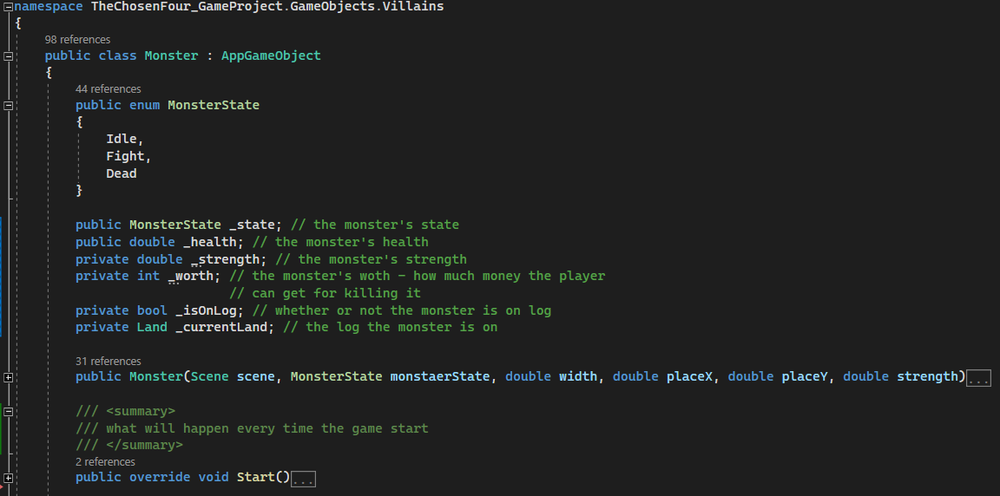 namespace TheChosenFour_GameProject.GameObjects.Villains
{
98 references
public class Monster : AppGameObject
{
44 references
public enum MonsterState
{
Idle,
Fight,
Dead
}
public MonsterState _state; // the monster's state
public double _health; // the monster's health
private double _strength; // the monster's strength
private int _worth; // the monster's woth - how much money the player
// can get for killing it
private bool _isOnLog; // whether or not the monster is on log
private Land _currentLand; // the log the monster is on
31 references
public Monster(Scene scene, MonsterState monstaerState, double width, double placeX, double placeY, double strength)...
/// <summary>
/// what will happen every time the game start
/// </summary>
2 references
public override void Start()...